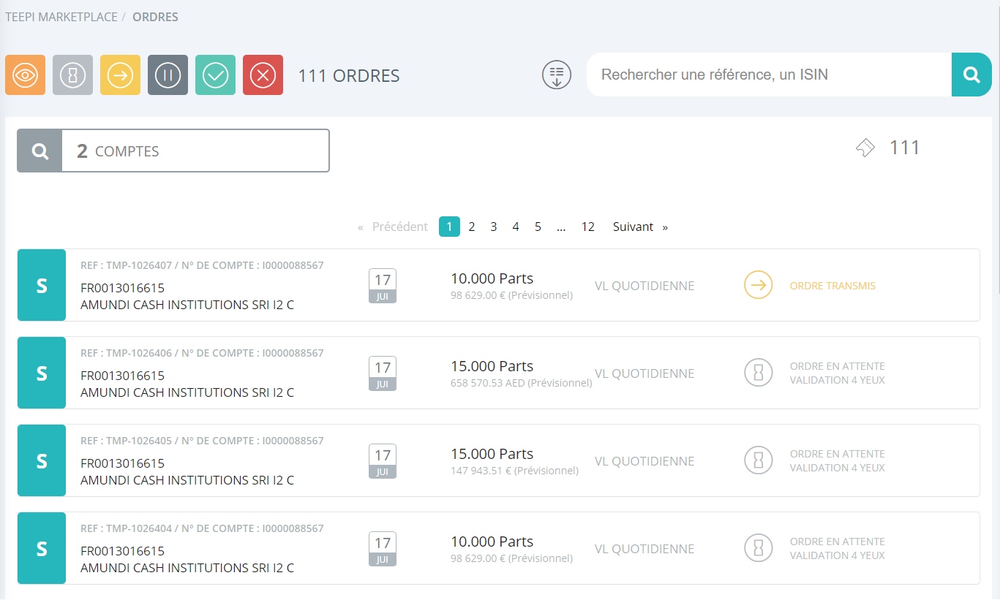 TEEPI MARKETPLACE / ORDRES
111 ORDRES
Rechercher une référence, un ISIN
2 COMPTES
111
« Précédent 1 2 3 4 5 ... 12 Suivant »
S
REF : TMP-1026407 / N° DE COMPTE : I0000088567
FR0013016615
AMUNDI CASH INSTITUTIONS SRI I2 C
17
JUI
10.000 Parts
98 629.00 € (Prévisionnel)
VL QUOTIDIENNE
ORDRE TRANSMIS
S
REF : TMP-1026406 / N° DE COMPTE : I0000088567
FR0013016615
AMUNDI CASH INSTITUTIONS SRI I2 C
17
JUI
15.000 Parts
658 570.53 AED (Prévisionnel)
VL QUOTIDIENNE
ORDRE EN ATTENTE
VALIDATION 4 YEUX
S
REF : TMP-1026405 / N° DE COMPTE : I0000088567
FR0013016615
AMUNDI CASH INSTITUTIONS SRI I2 C
17
JUI
15.000 Parts
147 943.51 € (Prévisionnel)
VL QUOTIDIENNE
ORDRE EN ATTENTE
VALIDATION 4 YEUX
S
REF : TMP-1026404 / N° DE COMPTE : I0000088567
FR0013016615
AMUNDI CASH INSTITUTIONS SRI I2 C
17
JUI
10.000 Parts
98 629.00 € (Prévisionnel)
VL QUOTIDIENNE
ORDRE EN ATTENTE
VALIDATION 4 YEUX